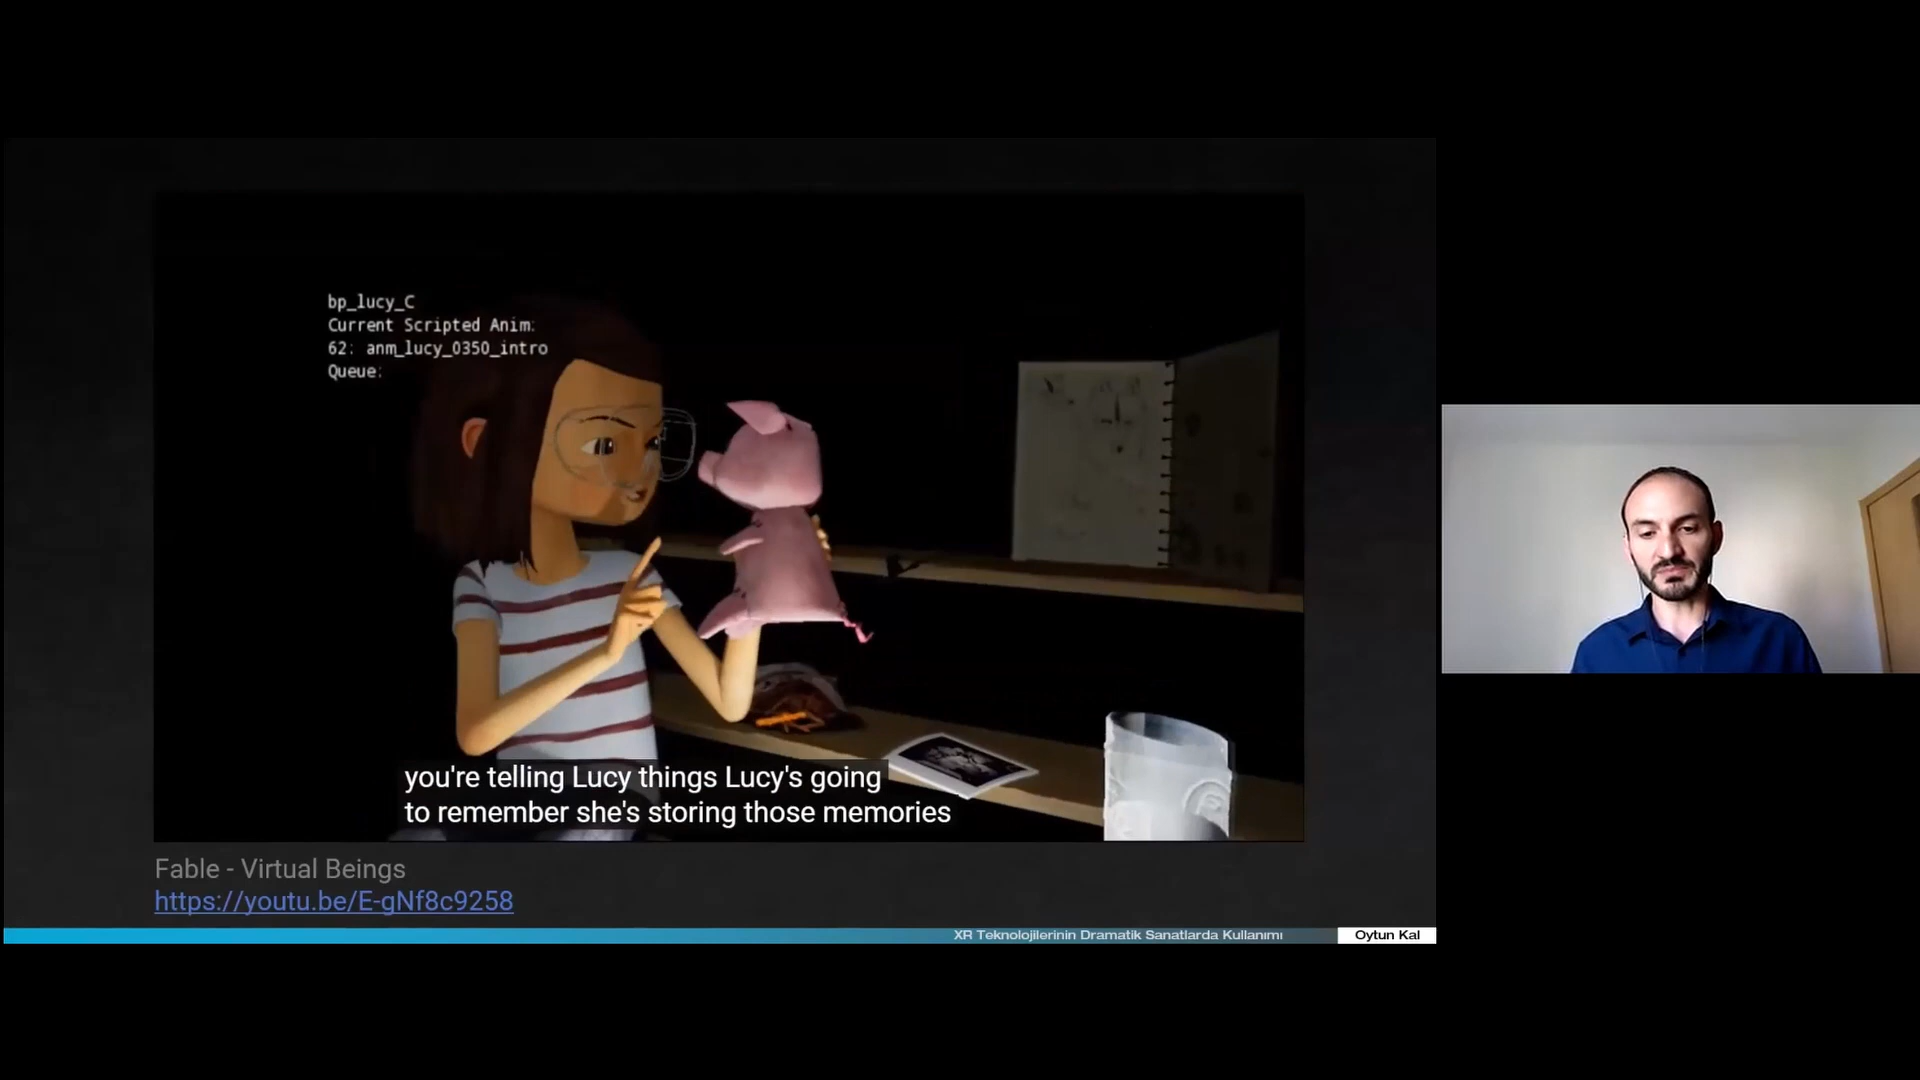 bp_lucy_C
Current Scripted Anim:
62: anm_lucy_0350_intro
Queue:
you're telling Lucy things Lucy's going
to remember she's storing those memories
Fable - Virtual Beings
https://youtu.be/E-gNf8c9258
XR Teknolojilerinin Dramatik Sanatlarda Kullanımı
Oytun Kal